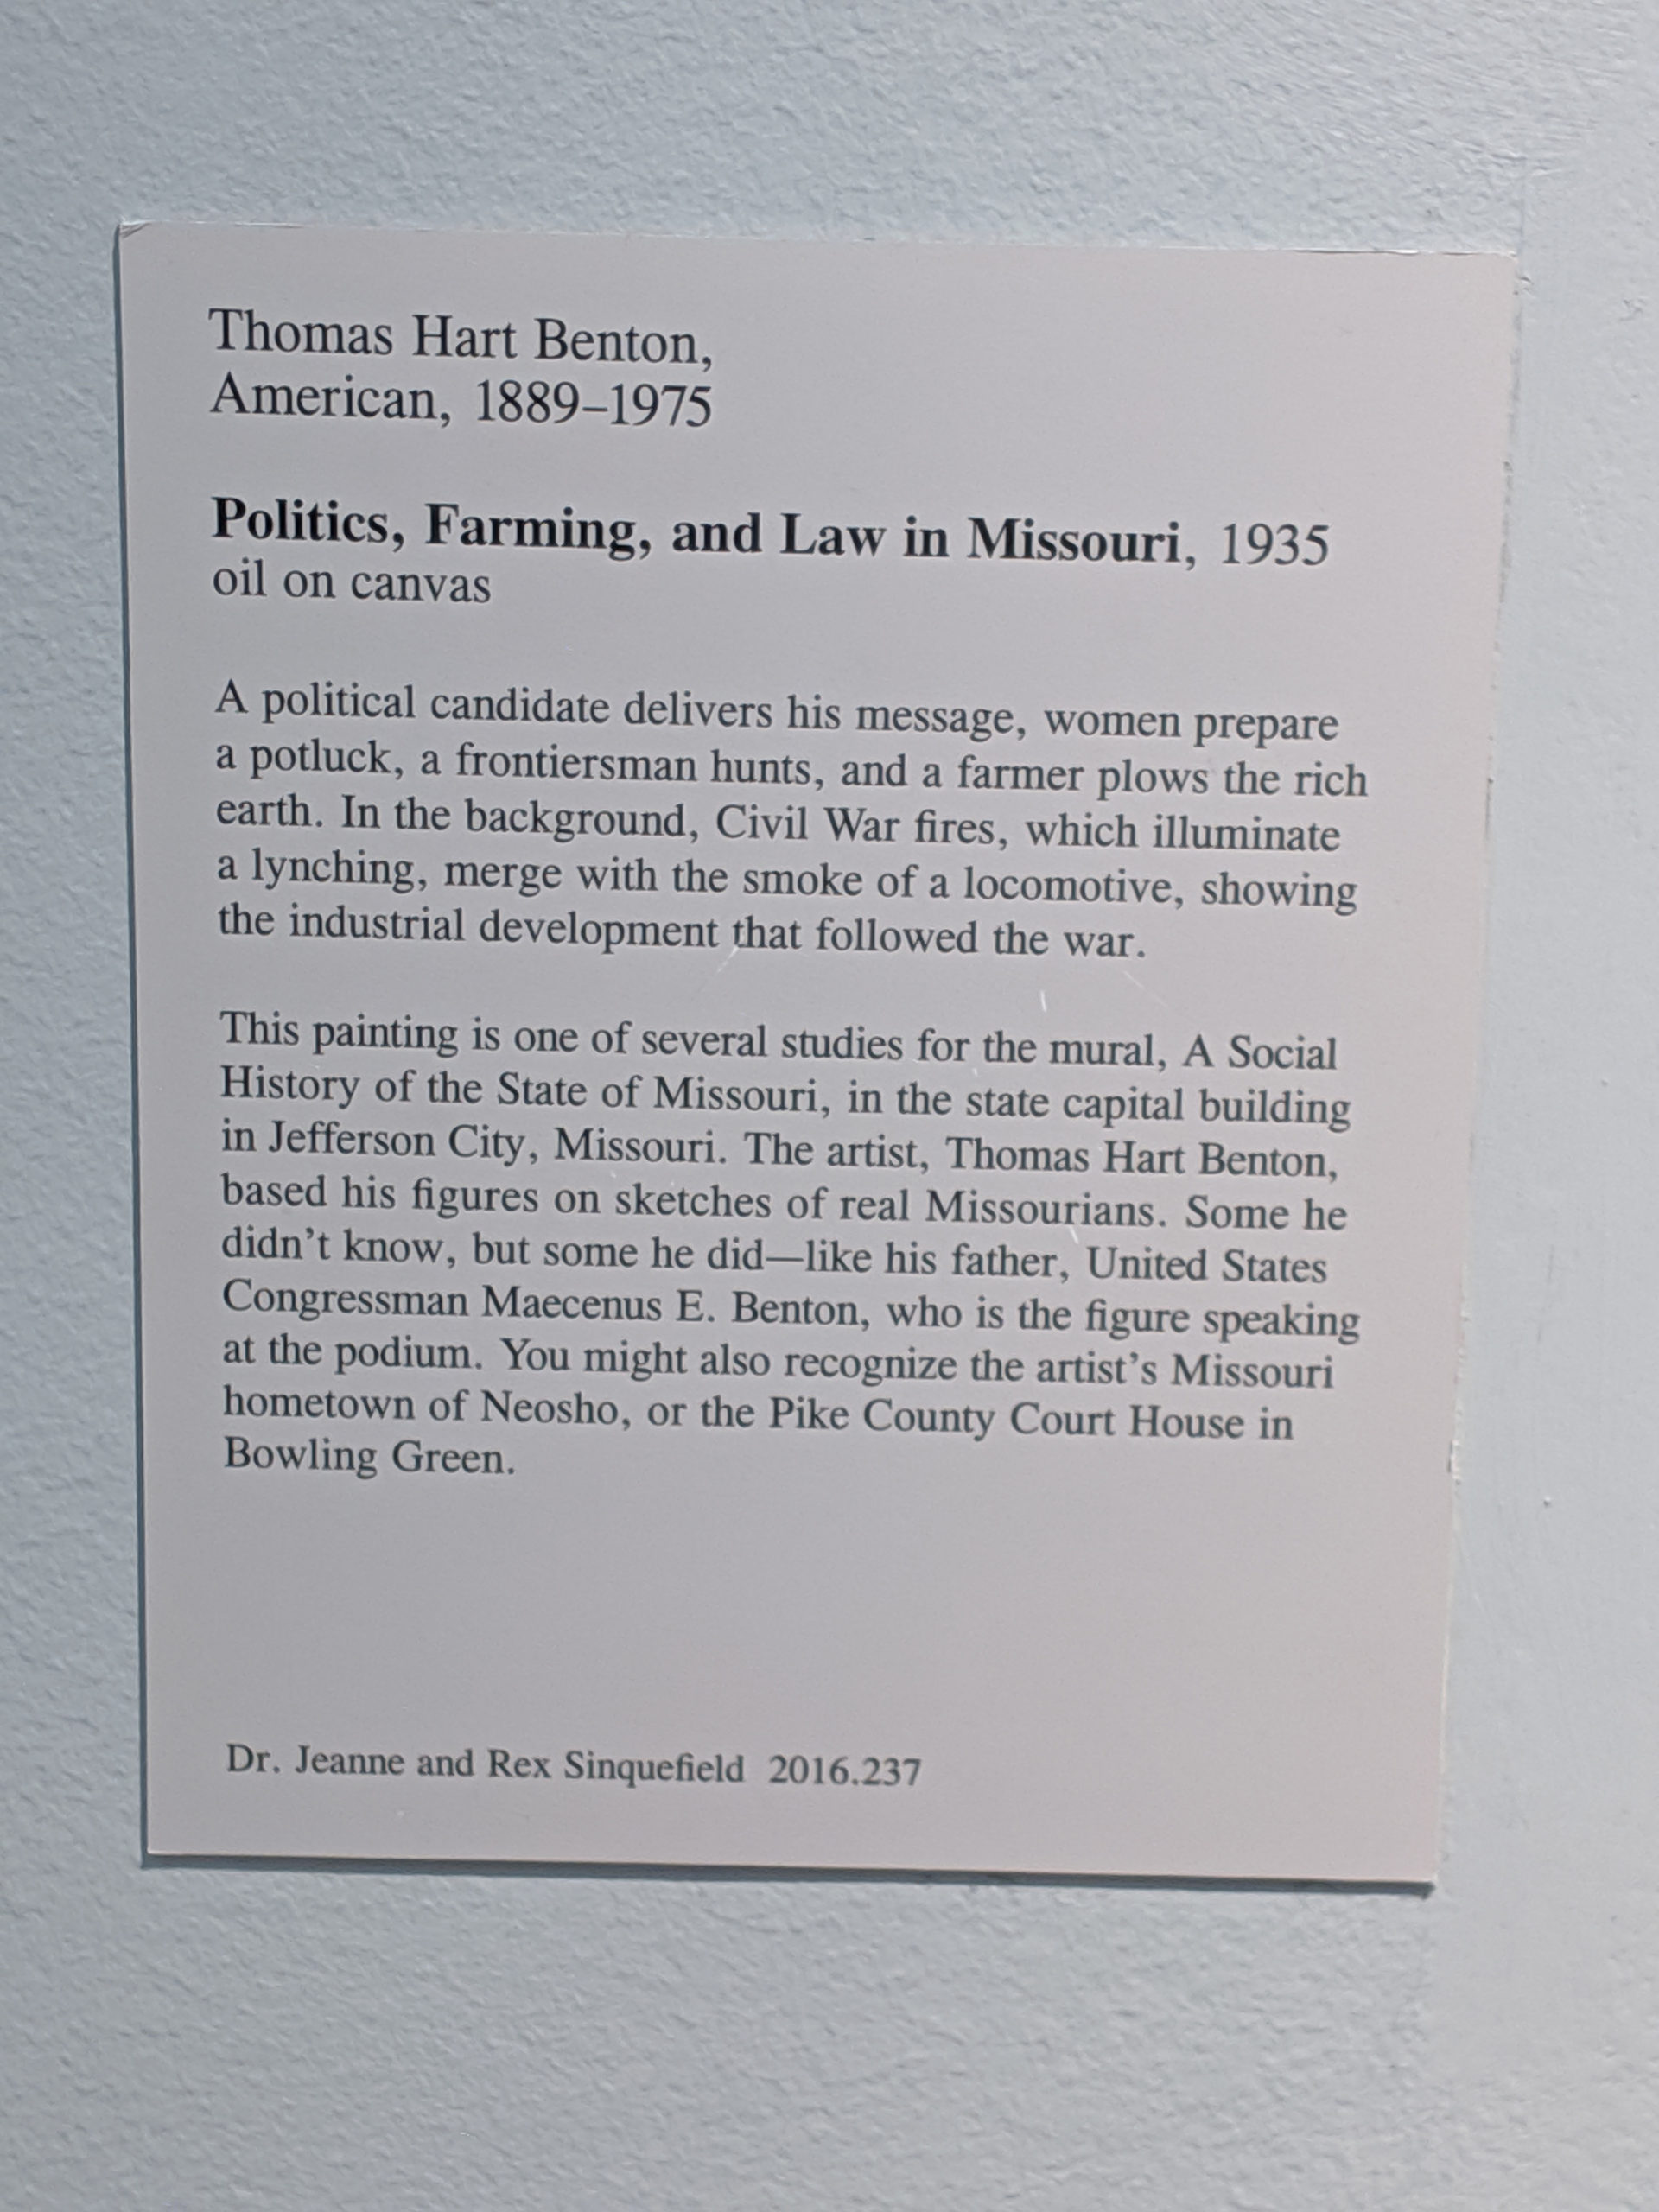 Thomas Hart Benton,
American, 1889–1975
Politics, Farming, and Law in Missouri, 1935
oil on canvas
A political candidate delivers his message, women prepare
a potluck, a frontiersman hunts, and a farmer plows the rich
earth. In the background, Civil War fires, which illuminate
a lynching, merge with the smoke of a locomotive, showing
the industrial development that followed the war.
This painting is one of several studies for the mural, A Social
History of the State of Missouri, in the state capital building
in Jefferson City, Missouri. The artist, Thomas Hart Benton,
based his figures on sketches of real Missourians. Some he
didn't know, but some he did—like his father, United States
Congressman Maecenus E. Benton, who is the figure speaking
at the podium. You might also recognize the artist's Missouri
hometown of Neosho, or the Pike County Court House in
Bowling Green.
Dr. Jeanne and Rex Sinquefield 2016.237